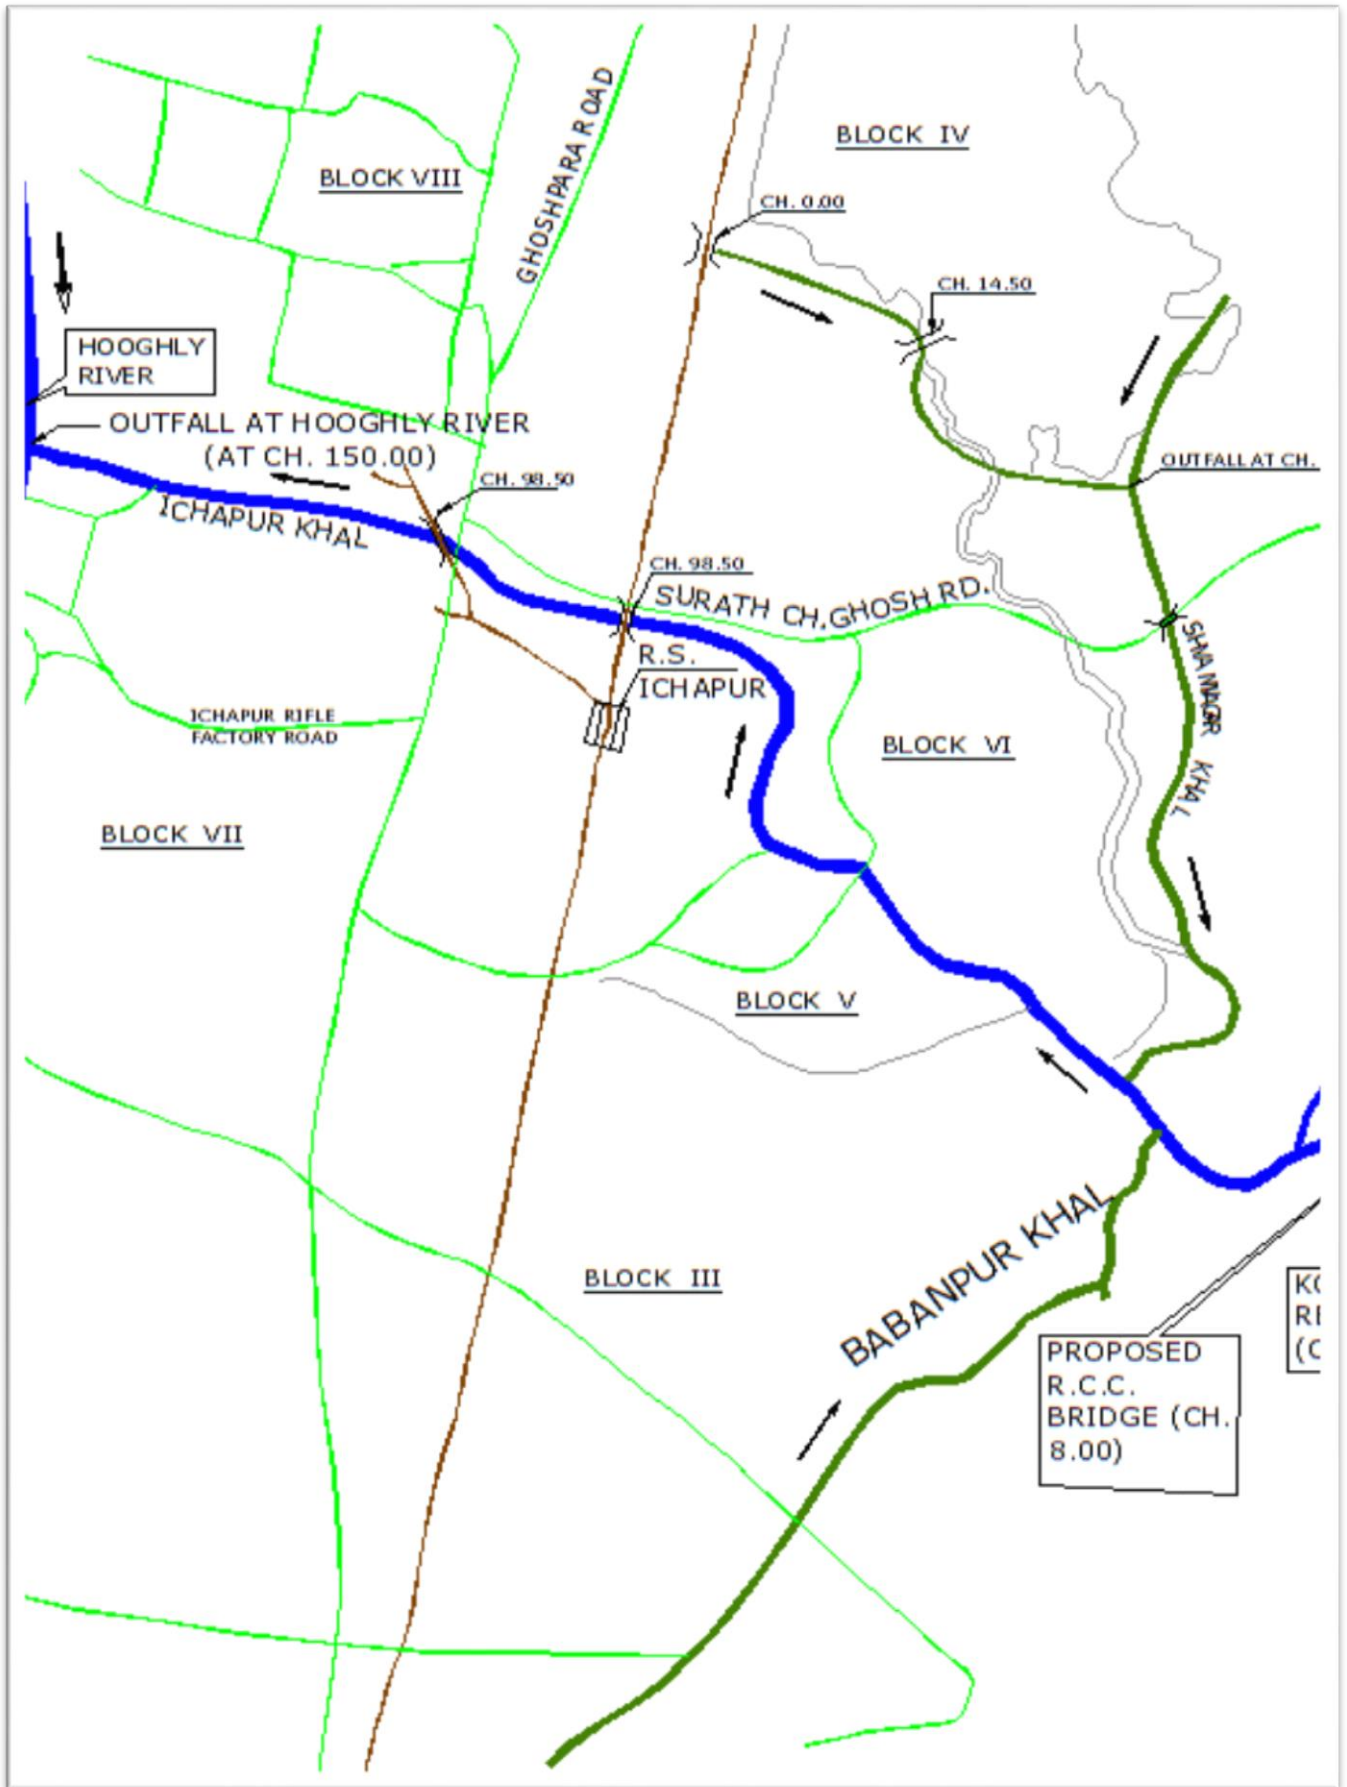 BLOCK IV
GHOSHPARA ROAD
BLOCK VIII
CH. 0.00
CH. 14.50
HOOGHLY
RIVER
OUTFALL AT HOOGHLY RIVER
(AT CH. 150.00)
OUTFALL AT CH.
CH. 98.50
ICHAPUR KHAL
CH. 98.50
SURATH CH.GHOSH RD.
R.S.
ICHAPUR
KHAL
ICHAPUR RIFLE
FACTORY ROAD
BLOCK VI
BLOCK VII
BLOCK V
BABANPUR KHAL
BLOCK III
PROPOSED
R.C.C.
BRIDGE (CH.
8.00)